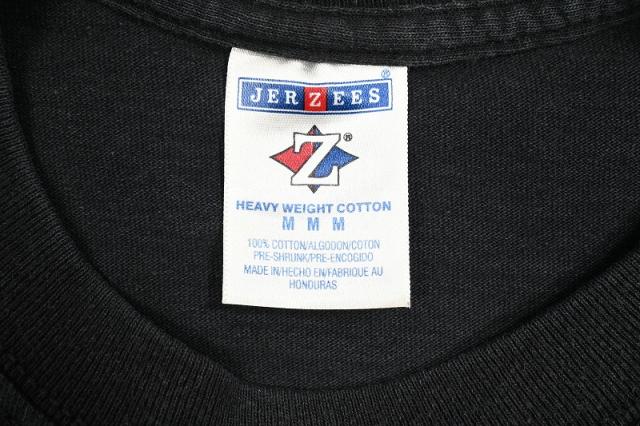 ®
JERZEES
Z®
HEAVY WEIGHT COTTON
M M M
100% COTTON/ALGODON/COTON
PRE-SHRUNK/PRE-ENCOGIDO
MADE IN/HECHO EN/FABRIQUE AU
HONDURAS